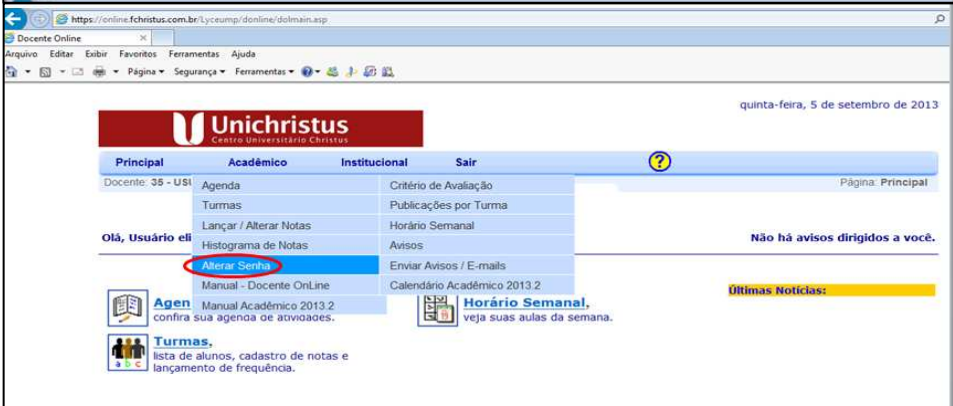 https://online.fchristus.com.br/Lyceump/donline/dolmain.asp
Docente Online
Arquivo Editar Exibir Favoritos Ferramentas Ajuda
Página Segurança Ferramentas
quinta-feira, 5 de setembro de 2013
Unichristus
Centro Universitário Christus
Principal Acadêmico Institucional Sair ?
Docente: 35 - USU Página: Principal
Agenda Critério de Avaliação
Turmas Publicações por Turma
Lançar / Alterar Notas Horário Semanal
Olá, Usuário eli Não há avisos dirigidos a você.
Histograma de Notas Avisos
Alterar Senha Enviar Avisos / E-mails
Manual - Docente OnLine Calendário Acadêmico 2013.2
Últimas Notícias:
Manual Acadêmico 2013.2
Agen Horário Semanal,
confira sua agenda de atividades. veja suas aulas da semana.
Turmas,
lista de alunos, cadastro de notas e
lançamento de frequência.
a b c